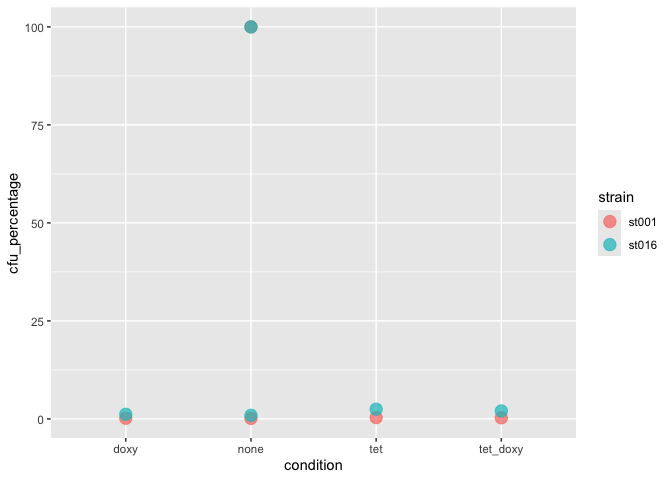 100
75
50
25
0
cfu_percentage
doxy none tet tet_doxy
condition
strain
st001
st016